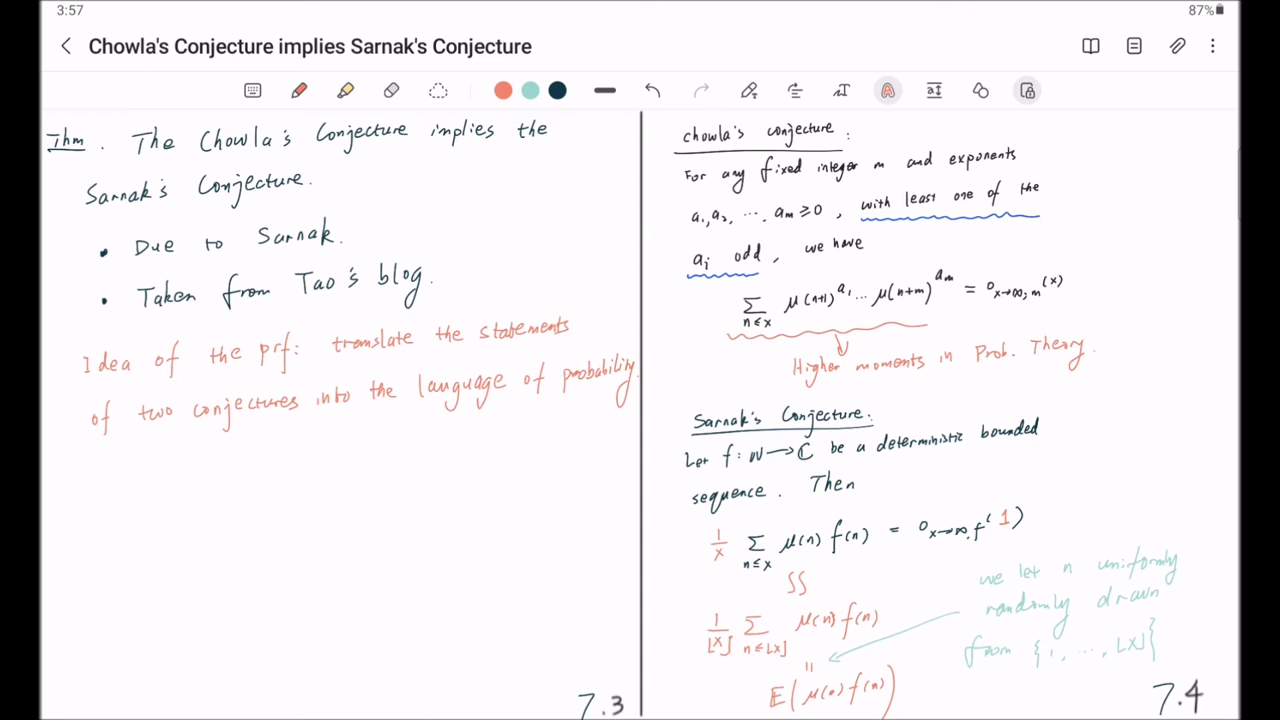 3:57
87%
Chowla's Conjecture implies Sarnak's Conjecture
Thm. The Chowla's Conjecture implies the
Sarnak's Conjecture.
• Due to Sarnak.
• Taken from Tao's blog.
Idea of the prf: translate the statements
of two conjectures into the language of probability.
7.3
Chowla's conjecture:
For any fixed integer m and exponents
a₁, a₂, ⋯, aₘ ≥ 0, with least one of the
aᵢ odd, we have
∑_{n≤x} μ(n+1)^{a₁} ⋯ μ(n+m)^{aₘ} = o_{x→∞, m}(x)
Higher moments in Prob. Theory.
Sarnak's Conjecture.
Let f: ℕ → ℂ be a deterministic bounded
sequence. Then
1/x ∑_{n≤x} μ(n) f(n) = o_{x→∞, f}(1)
SS
1/⌊x⌋ ∑_{n≤⌊x⌋} μ(n) f(n)
we let n uniformly
randomly drawn
from {1, ⋯, ⌊x⌋}
=
𝔼(μ(n) f(n))
7.4